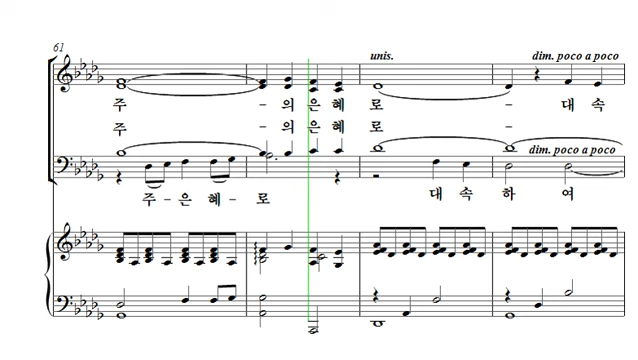 61
unis. dim. poco a poco
주 - 의 은 혜 로 - 대 속
주 - 의 은 혜 로 -
dim. poco a poco
주 - 은 혜 - 로 대 속 하 여